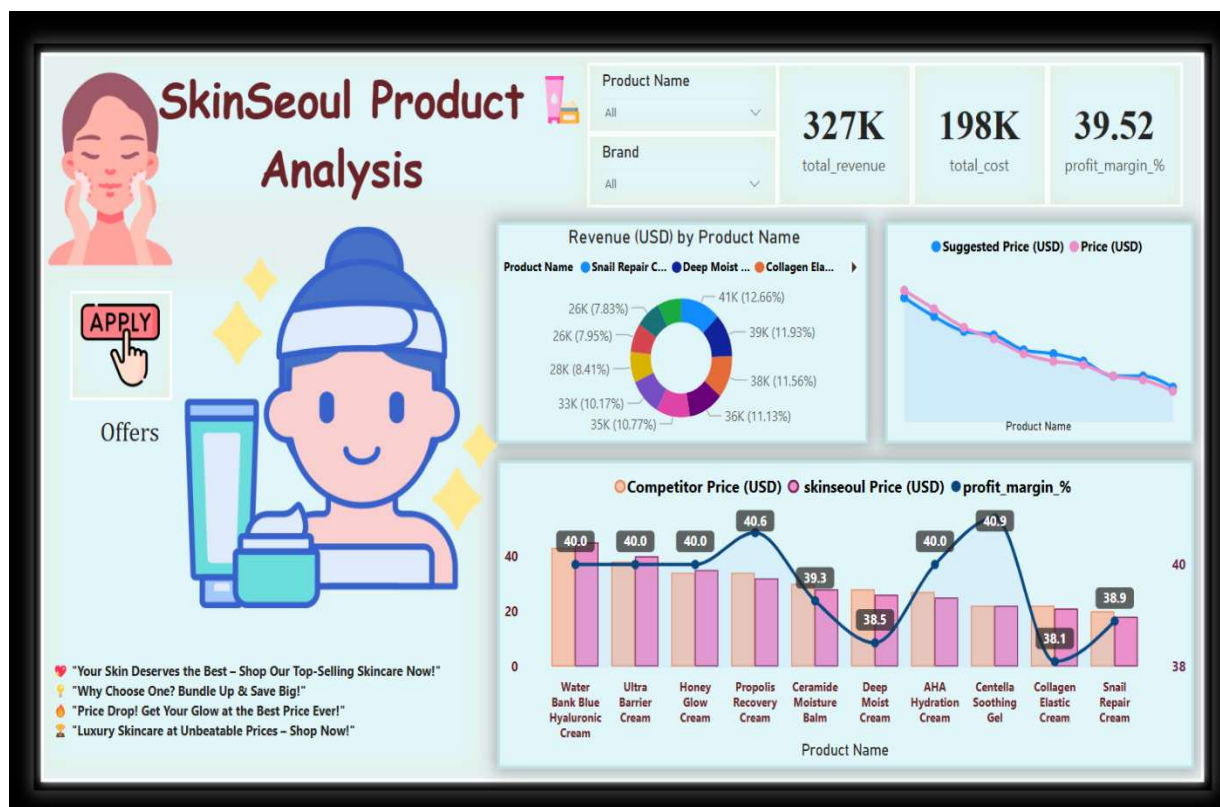 SkinSeoul Product
Analysis
Product Name
All
Brand
All
327K
total_revenue
198K
total_cost
39.52
profit_margin_%
APPLY
Offers
Revenue (USD) by Product Name
Product Name Snail Repair C... Deep Moist ... Collagen Ela...
41K (12.66%)
39K (11.93%)
38K (11.56%)
36K (11.13%)
35K (10.77%)
33K (10.17%)
28K (8.41%)
26K (7.95%)
26K (7.83%)
Suggested Price (USD) Price (USD)
Product Name
Competitor Price (USD) skinseoul Price (USD) profit_margin_%
40
20
0
40.0
40.0
40.0
40.6
39.3
38.5
40.0
40.9
38.1
38.9
40
38
Water
Bank Blue
Hyaluronic
Cream
Ultra
Barrier
Cream
Honey
Glow
Cream
Propolis
Recovery
Cream
Ceramide
Moisture
Balm
Deep
Moist
Cream
AHA
Hydration
Cream
Centella
Soothing
Gel
Collagen
Elastic
Cream
Snail
Repair
Cream
Product Name
"Your Skin Deserves the Best – Shop Our Top-Selling Skincare Now!"
"Why Choose One? Bundle Up & Save Big!"
"Price Drop! Get Your Glow at the Best Price Ever!"
"Luxury Skincare at Unbeatable Prices – Shop Now!"